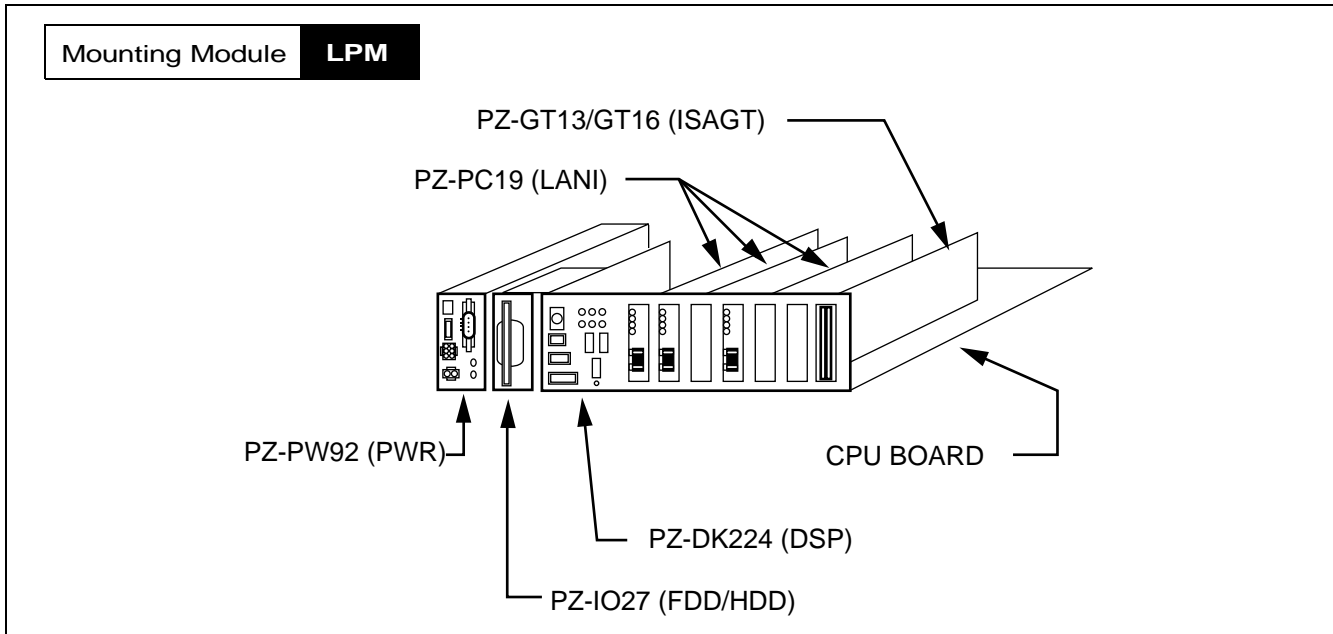 Mounting Module LPM
PZ-GT13/GT16 (ISAGT)
PZ-PC19 (LANI)
PZ-PW92 (PWR)
CPU BOARD
PZ-DK224 (DSP)
PZ-IO27 (FDD/HDD)